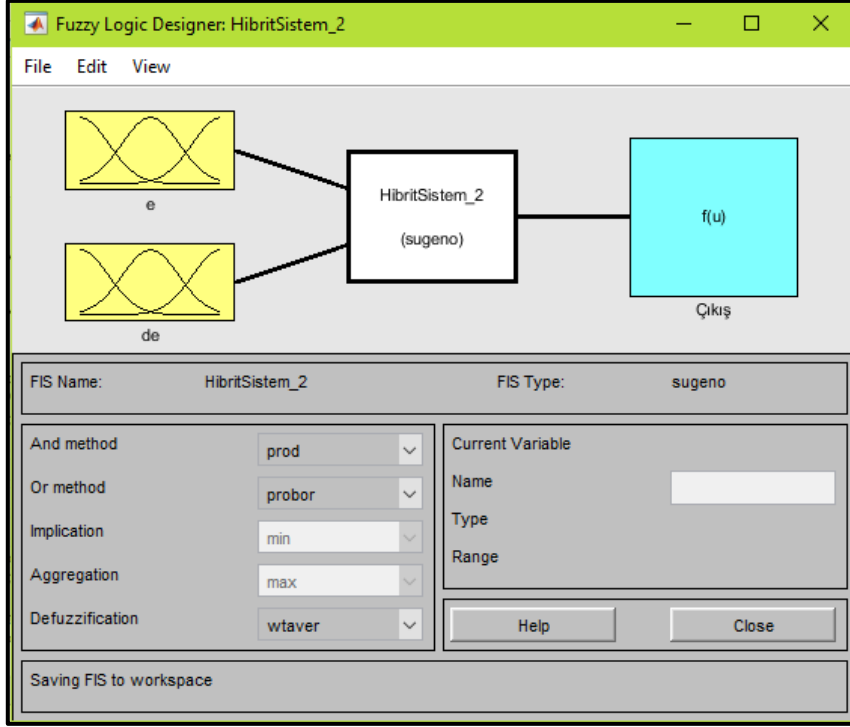 Fuzzy Logic Designer: HibritSistem_2
File Edit View
e
de
HibritSistem_2
(sugeno)
f(u)
Çıkış
FIS Name: HibritSistem_2 FIS Type: sugeno
And method prod
Or method probor
Implication min
Aggregation max
Defuzzification wtaver
Current Variable
Name
Type
Range
Help Close
Saving FIS to workspace